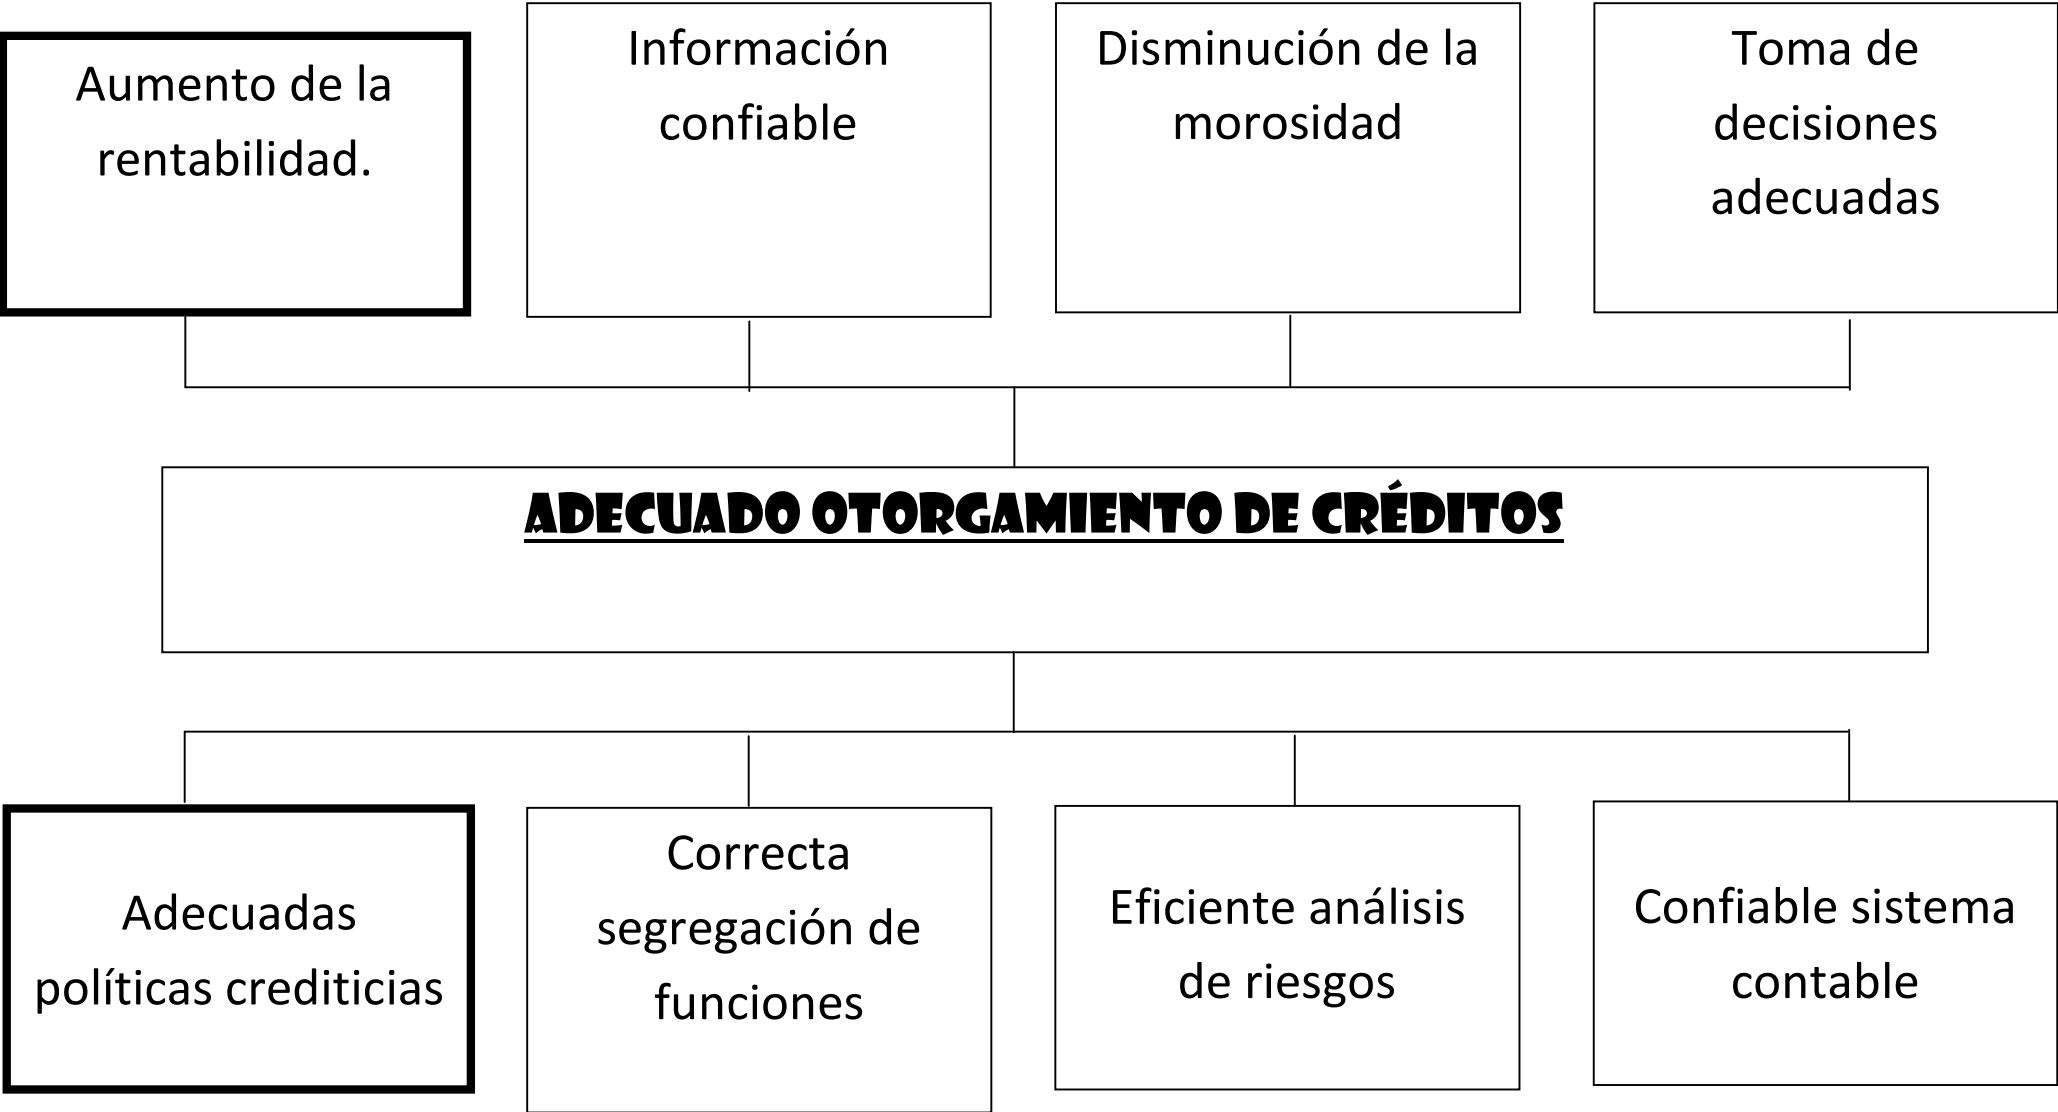 Aumento de la
rentabilidad.
Información
confiable
Disminución de la
morosidad
Toma de
decisiones
adecuadas
ADECUADO OTORGAMIENTO DE CRÉDITOS
Adecuadas
políticas crediticias
Correcta
segregación de
funciones
Eficiente análisis
de riesgos
Confiable sistema
contable